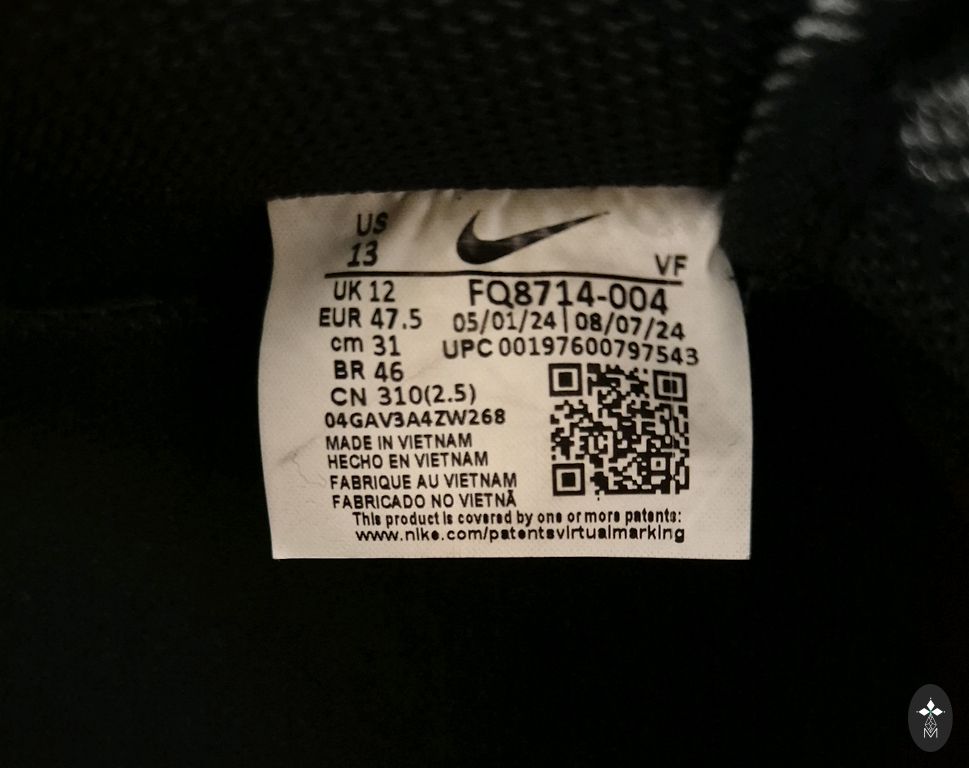 US
13
VF
UK 12
FQ8714-004
EUR 47.5
05/01/24|08/07/24
cm 31
UPC 00197600797543
BR 46
CN 310(2.5)
04GAV3A4ZW268
MADE IN VIETNAM
HECHO EN VIETNAM
FABRIQUE AU VIETNAM
FABRICADO NO VIETNÃ
This product is covered by one or more patents:
www.nike.com/patentsvirtualmarking
M